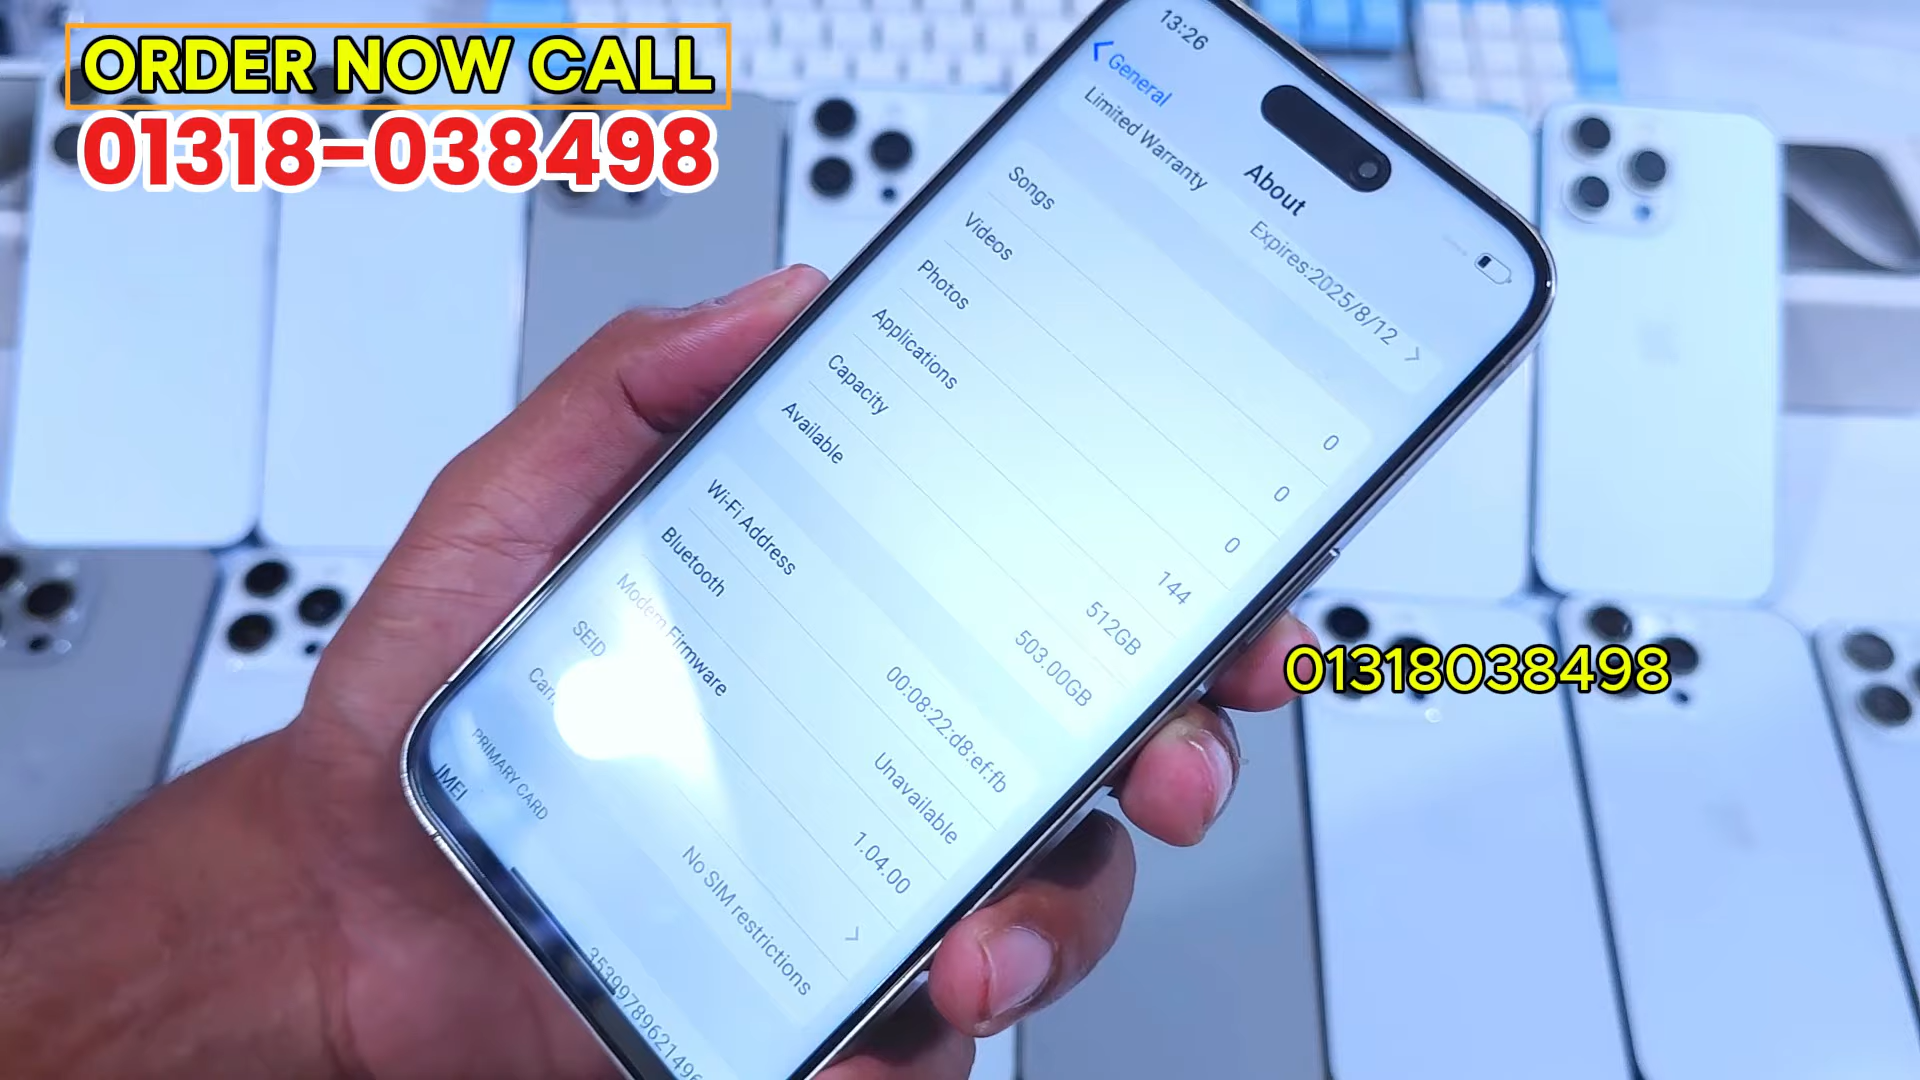 ORDER NOW CALL
01318-038498
13:26
General
About
Limited Warranty
Expires:2025/8/12
Songs
0
Videos
0
Photos
0
Applications
144
Capacity
512GB
Available
503.00GB
Wi-Fi Address
00:08:22:d8:ef:fb
Bluetooth
Unavailable
Modem Firmware
1.04.00
SEID
No SIM restrictions
PRIMARY CARD
IMEI
01318038498